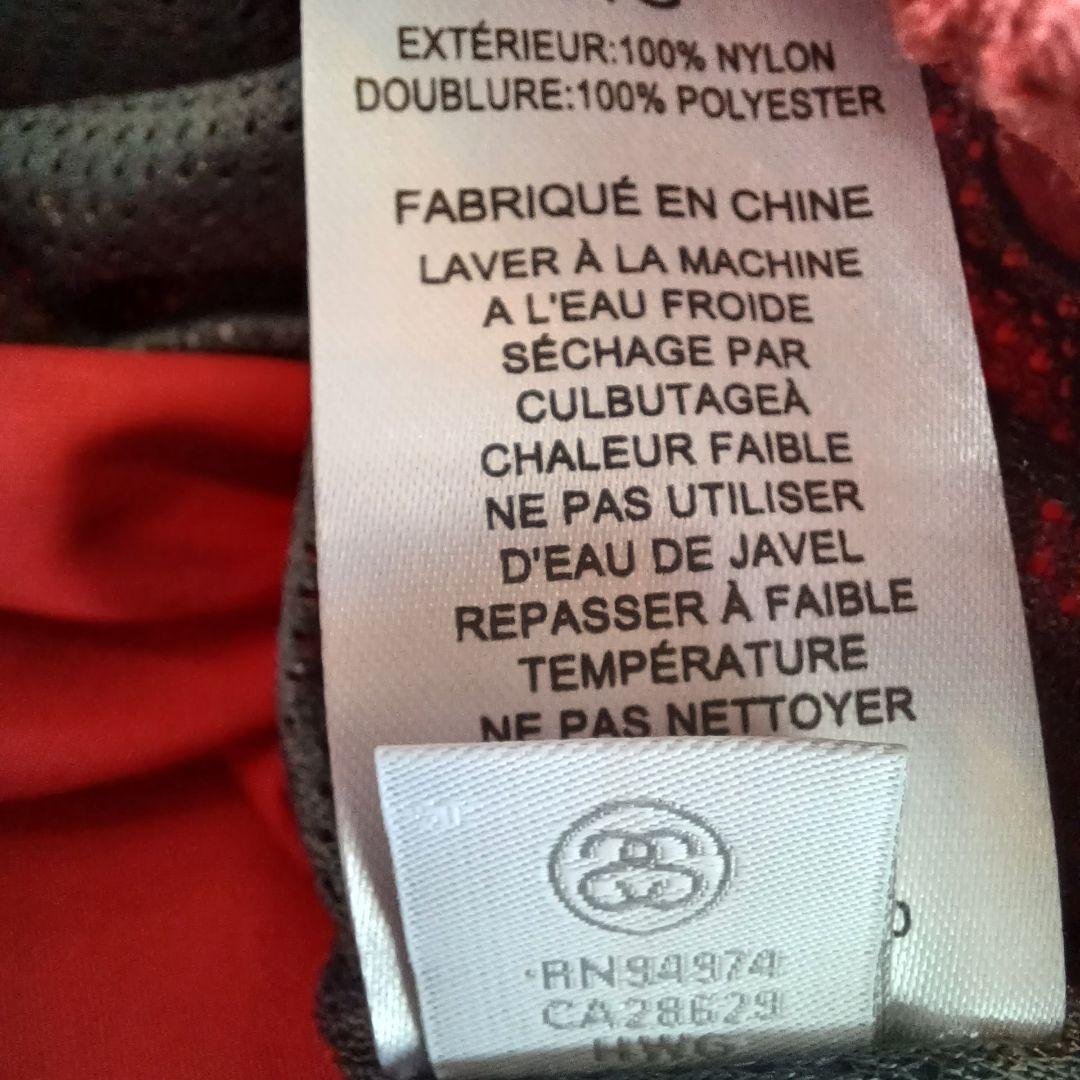 EXTÉRIEUR:100% NYLON
DOUBLURE:100% POLYESTER
FABRIQUÉ EN CHINE
LAVER À LA MACHINE
A L'EAU FROIDE
SÉCHAGE PAR
CULBUTAGEÀ
CHALEUR FAIBLE
NE PAS UTILISER
D'EAU DE JAVEL
REPASSER À FAIBLE
TEMPÉRATURE
NE PAS NETTOYER
RN94974
CA28629
HWG